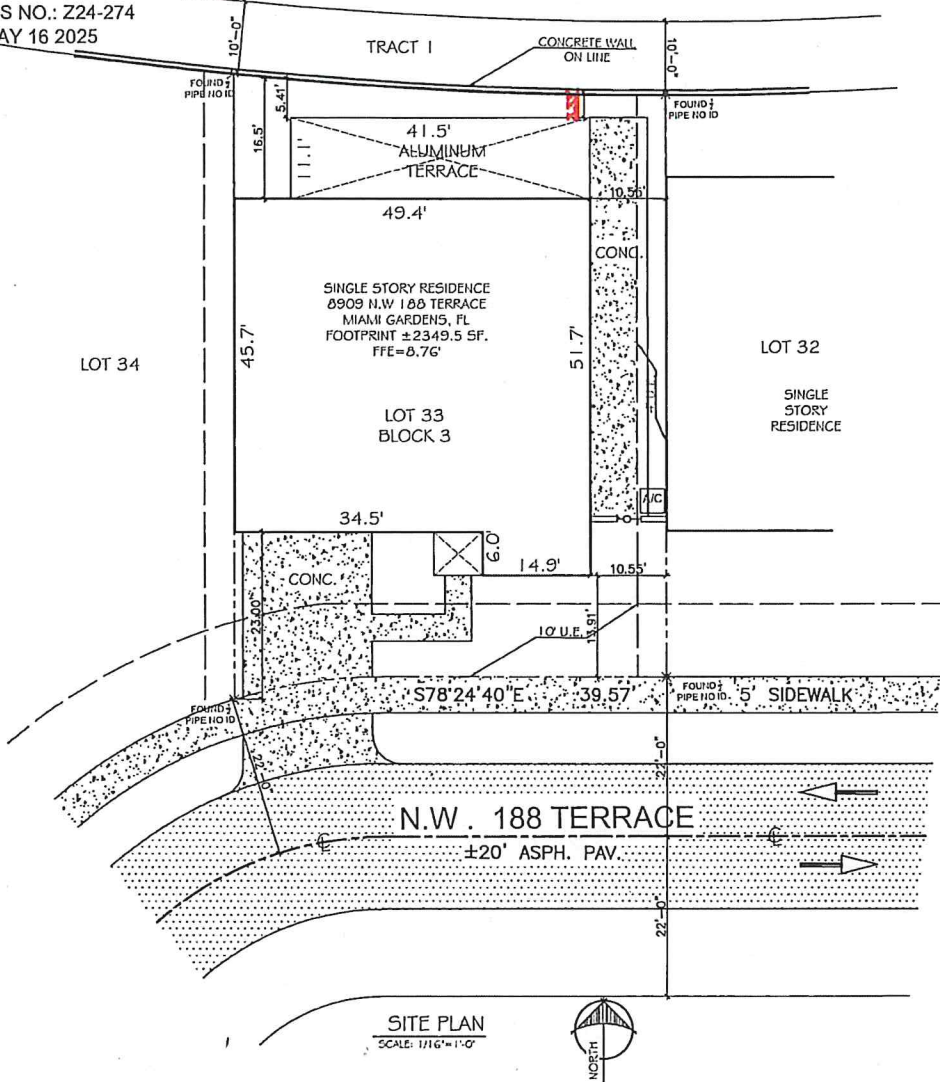 S NO.: Z24-274
AY 16 2025
10'-0"
TRACT 1
CONCRETE WALL
ON LINE
10'-0"
FOUND
PIPE NO ID
FOUND
PIPE NO ID
5.41'
16.5'
11.1'
41.5'
ALUMINUM
TERRACE
10.55'
49.4'
CONC.
SINGLE STORY RESIDENCE
8909 N.W 188 TERRACE
MIAMI GARDENS, FL
FOOTPRINT ±2349.5 SF.
FFE=8.76'
45.7'
51.7'
LOT 34
LOT 33
BLOCK 3
LOT 32
SINGLE
STORY
RESIDENCE
A/C
34.5'
6.0'
14.9'
10.55'
CONC.
23.00'
10' U.E.
S78°24'40"E
39.57'
FOUND
PIPE NO ID
5' SIDEWALK
FOUND
PIPE NO ID
22'-0"
N.W. 188 TERRACE
±20' ASPH. PAV.
22'-0"
SITE PLAN
SCALE: 1/16"=1'-0"
NORTH